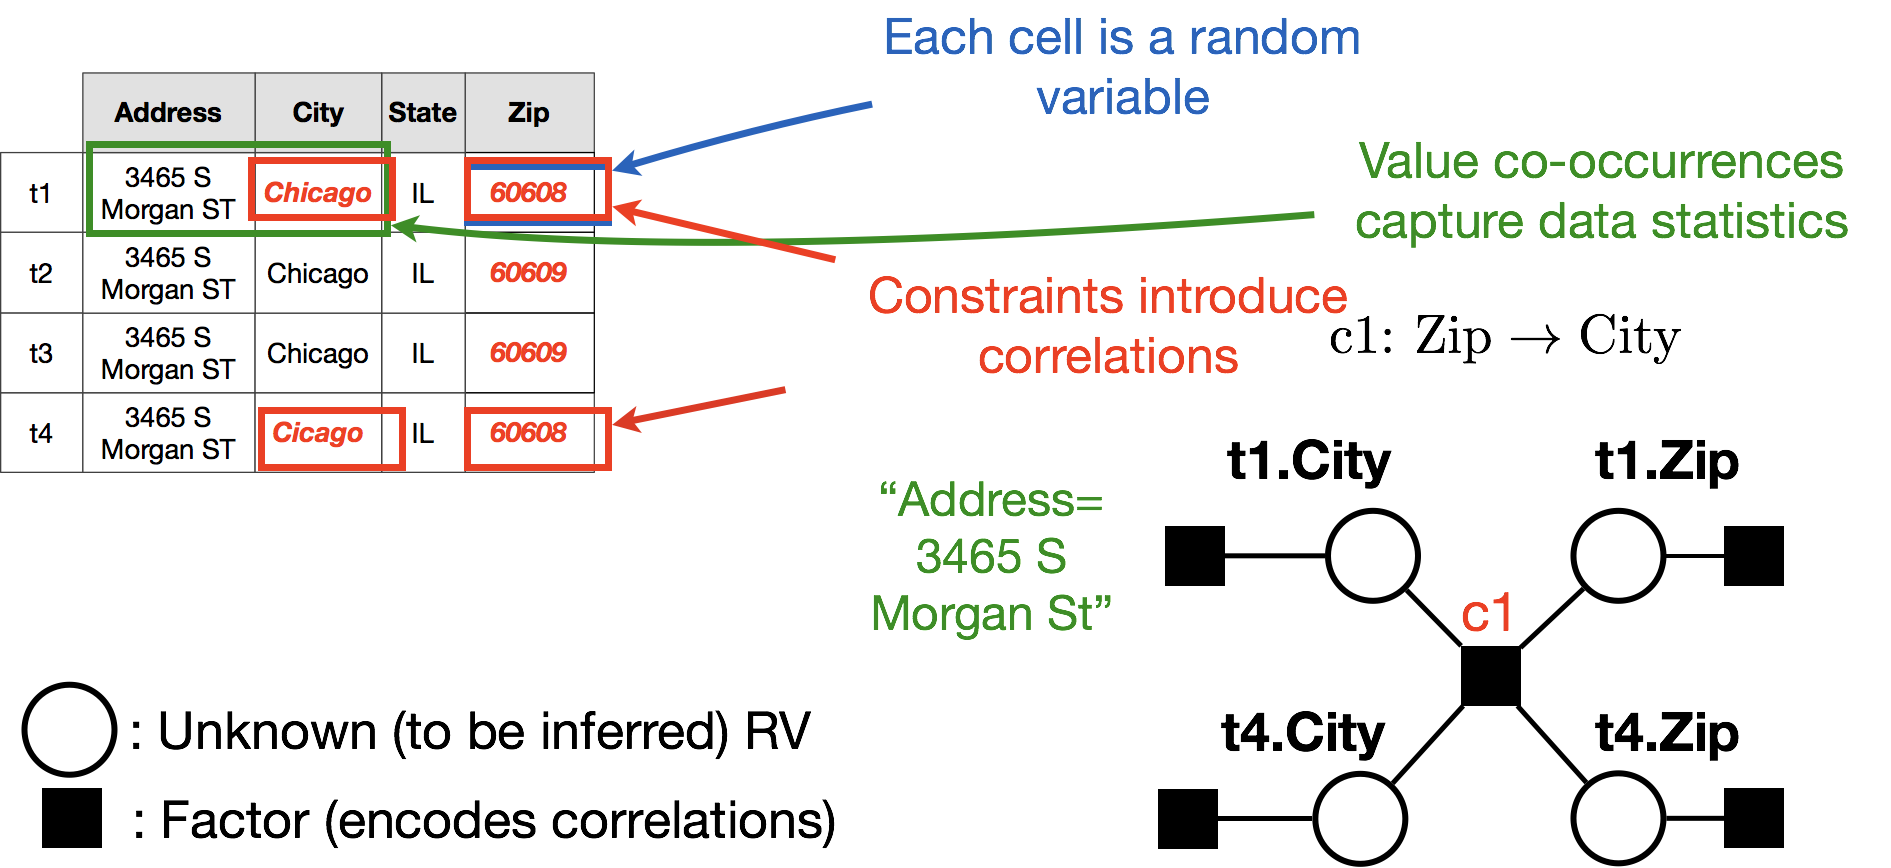 Each cell is a random
variable
Address City State Zip
t1 3465 S Morgan ST Chicago IL 60608
t2 3465 S Morgan ST Chicago IL 60609
t3 3465 S Morgan ST Chicago IL 60609
t4 3465 S Morgan ST Cicago IL 60608
Value co-occurrences
capture data statistics
Constraints introduce
correlations
c1: Zip → City
“Address=
3465 S
Morgan St”
t1.City t1.Zip
c1
t4.City t4.Zip
: Unknown (to be inferred) RV
: Factor (encodes correlations)